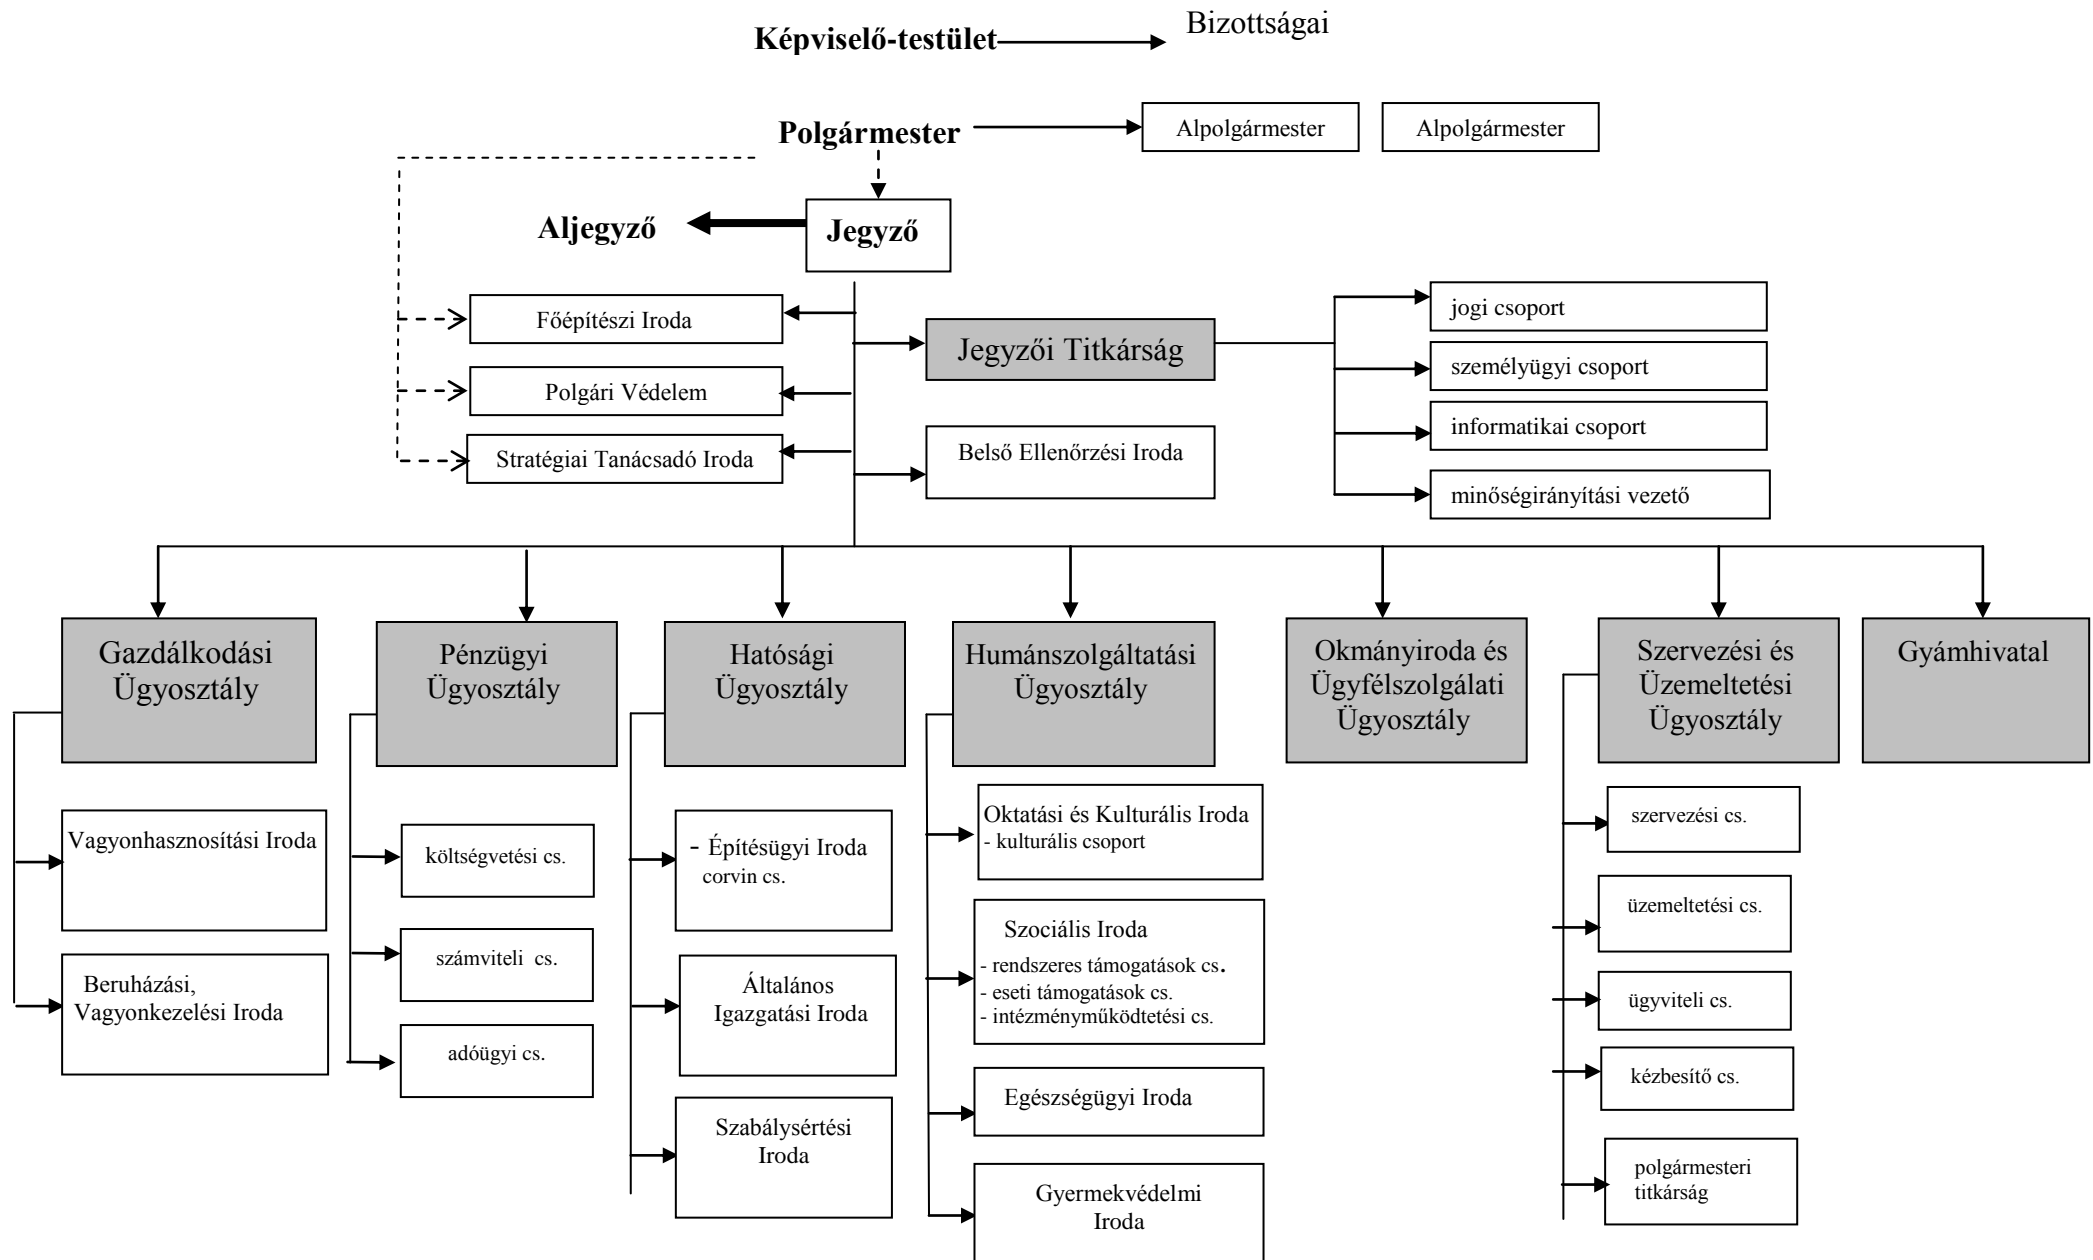 Képviselő-testület
Bizottságai
Polgármester
Alpolgármester
Alpolgármester
Aljegyző
Jegyző
Főépítészi Iroda
Polgári Védelem
Stratégiai Tanácsadó Iroda
Jegyzői Titkárság
Belső Ellenőrzési Iroda
jogi csoport
személyügyi csoport
informatikai csoport
minőségirányítási vezető
Gazdálkodási
Ügyosztály
Vagyonhasznosítási Iroda
Beruházási,
Vagyonkezelési Iroda
Pénzügyi
Ügyosztály
költségvetési cs.
számviteli cs.
adóügyi cs.
Hatósági
Ügyosztály
- Építésügyi Iroda
corvin cs.
Általános
Igazgatási Iroda
Szabálysértési
Iroda
Humánszolgáltatási
Ügyosztály
Oktatási és Kulturális Iroda
- kulturális csoport
Szociális Iroda
- rendszeres támogatások cs.
- eseti támogatások cs.
- intézményműködtetési cs.
Egészségügyi Iroda
Gyermekvédelmi
Iroda
Okmányiroda és
Ügyfélszolgálati
Ügyosztály
Szervezési és
Üzemeltetési
Ügyosztály
szervezési cs.
üzemeltetési cs.
ügyviteli cs.
kézbesítő cs.
polgármesteri
titkárság
Gyámhivatal